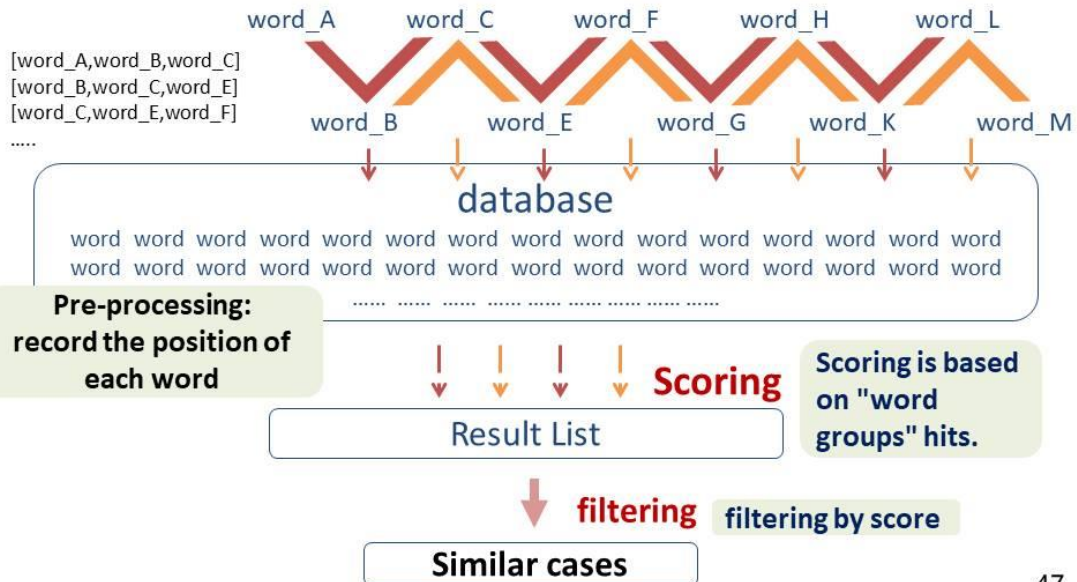 word_A word_C word_F word_H word_L
[word_A,word_B,word_C]
[word_B,word_C,word_E]
[word_C,word_E,word_F]
.....
word_B word_E word_G word_K word_M
database
word word word word word word word word word word word word word word word
word word word word word word word word word word word word word word word
...... ...... ...... ...... ...... ...... ...... ...... ......
Pre-processing:
record the position of
each word
Scoring
Scoring is based
on "word
groups" hits.
Result List
filtering
filtering by score
Similar cases